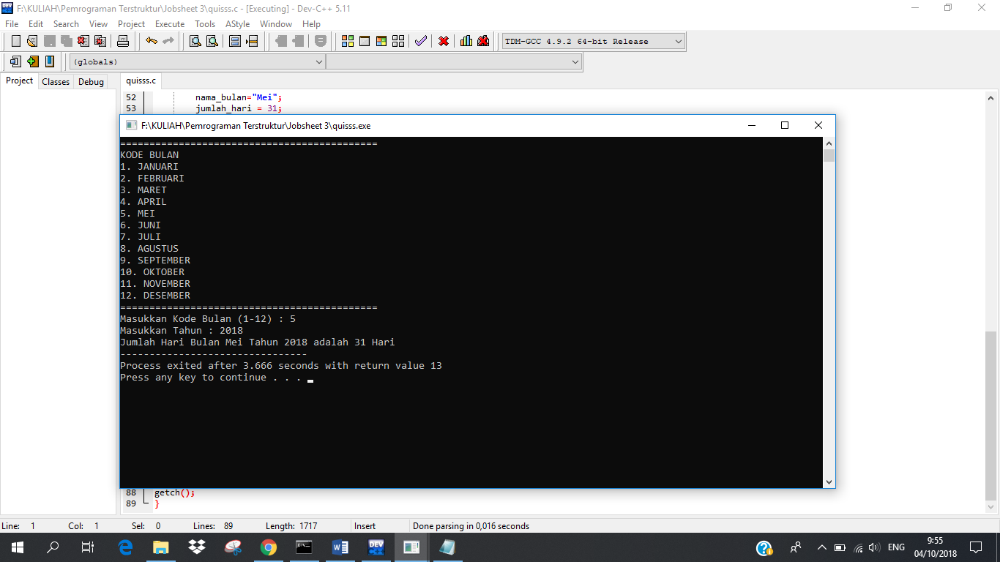 F:\KULIAH\Pemrograman Terstruktur\Jobsheet 3\quisss.c - [Executing] - Dev-C++ 5.11
File Edit Search View Project Execute Tools AStyle Window Help
TDM-GCC 4.9.2 64-bit Release
(globals)
Project Classes Debug
quisss.c
52 nama_bulan="Mei";
53 jumlah_hari = 31;
F:\KULIAH\Pemrograman Terstruktur\Jobsheet 3\quisss.exe
============================================
KODE BULAN
1. JANUARI
2. FEBRUARI
3. MARET
4. APRIL
5. MEI
6. JUNI
7. JULI
8. AGUSTUS
9. SEPTEMBER
10. OKTOBER
11. NOVEMBER
12. DESEMBER
============================================
Masukkan Kode Bulan (1-12) : 5
Masukkan Tahun : 2018
Jumlah Hari Bulan Mei Tahun 2018 adalah 31 Hari
--------------------------------
Process exited after 3.666 seconds with return value 13
Press any key to continue . . .
88 getch();
89 }
Line: 1 Col: 1 Sel: 0 Lines: 89 Length: 1717 Insert Done parsing in 0,016 seconds
DEV
ENG
9:55
04/10/2018